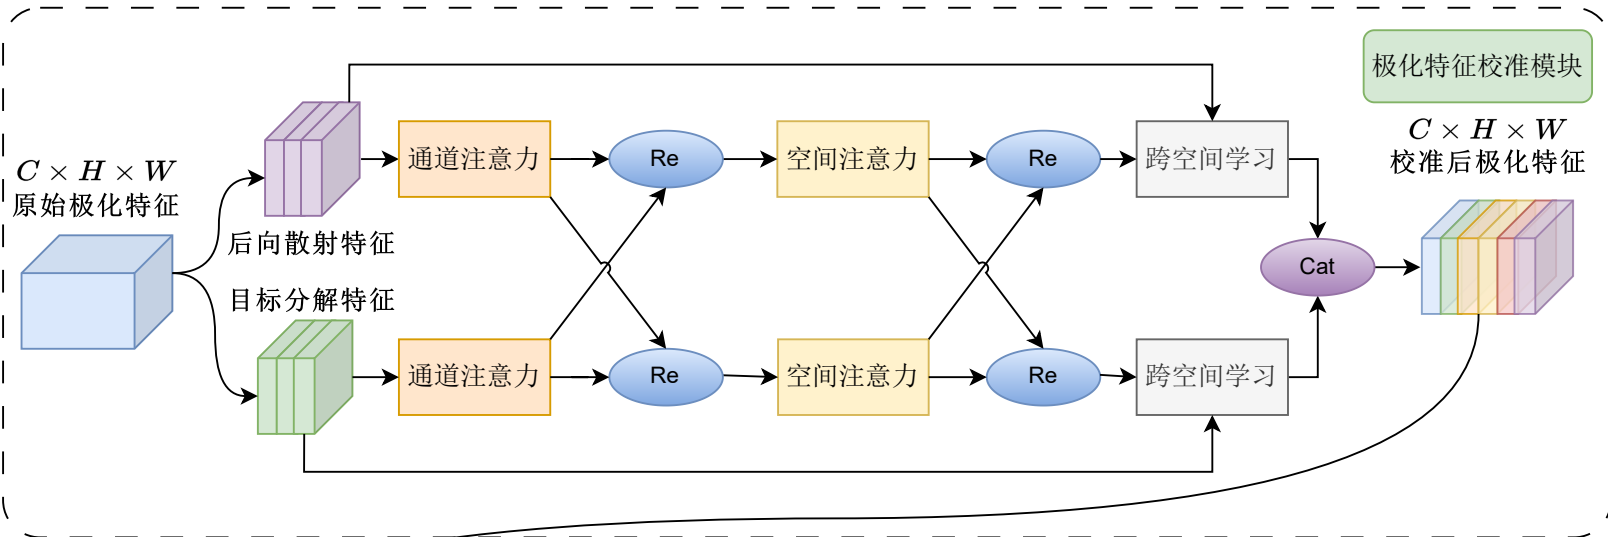 极化特征校准模块
C × H × W
原始极化特征
后向散射特征
目标分解特征
通道注意力
Re
空间注意力
Re
跨空间学习
通道注意力
Re
空间注意力
Re
跨空间学习
Cat
C × H × W
校准后极化特征